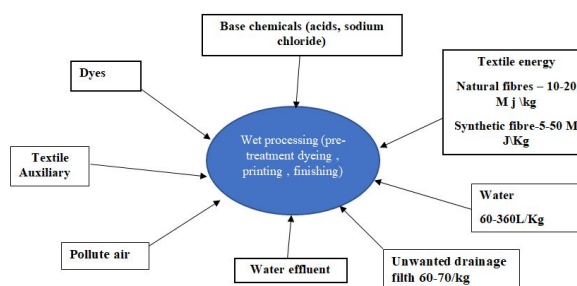 Base chemicals (acids, sodium
chloride)
Dyes
Textile energy
Natural fibres – 10-20
M j \kg
Synthetic fibre-5-50 M
J\Kg
Wet processing (pre-
treatment dyeing ,
printing , finishing)
Textile
Auxiliary
Water
60-360L/Kg
Pollute air
Water effluent
Unwanted drainage
filth 60-70/kg